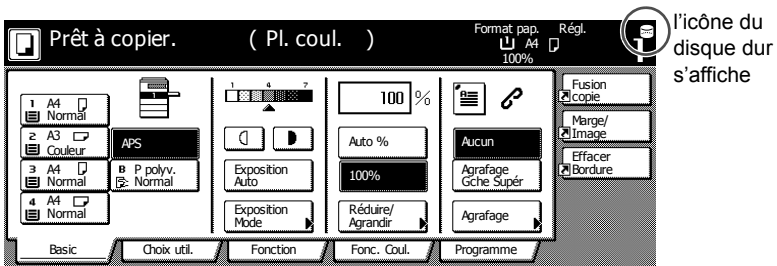 Prêt à copier. ( Pl. coul. )
Format pap. Régl.
A4
100%
1
l'icône du
disque dur
s'affiche
1 A4
Normal
2 A3
Couleur
3 A4
Normal
4 A4
Normal
1
APS
B P polyv.
Normal
1 4 7
Exposition
Auto
Exposition
Mode
100 %
Auto %
100%
Réduire/
Agrandir
Aucun
Agrafage
Gche Supér
Agrafage
Fusion
copie
Marge/
Image
Effacer
Bordure
Basic
Choix util.
Fonction
Fonc. Coul.
Programme